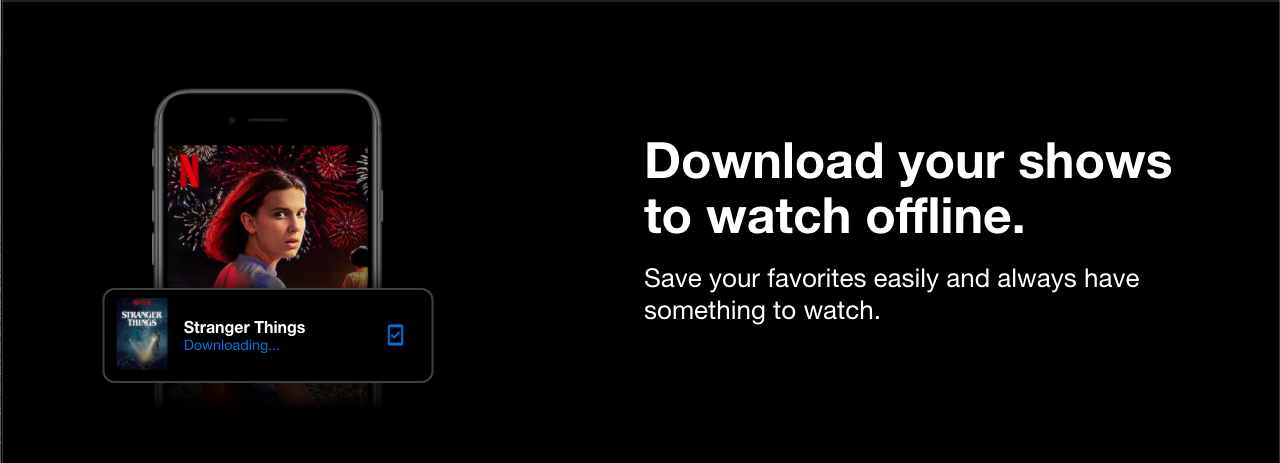 N
NETFLIX
STRANGER
THINGS
Stranger Things
Downloading...
Download your shows
to watch offline.
Save your favorites easily and always have
something to watch.